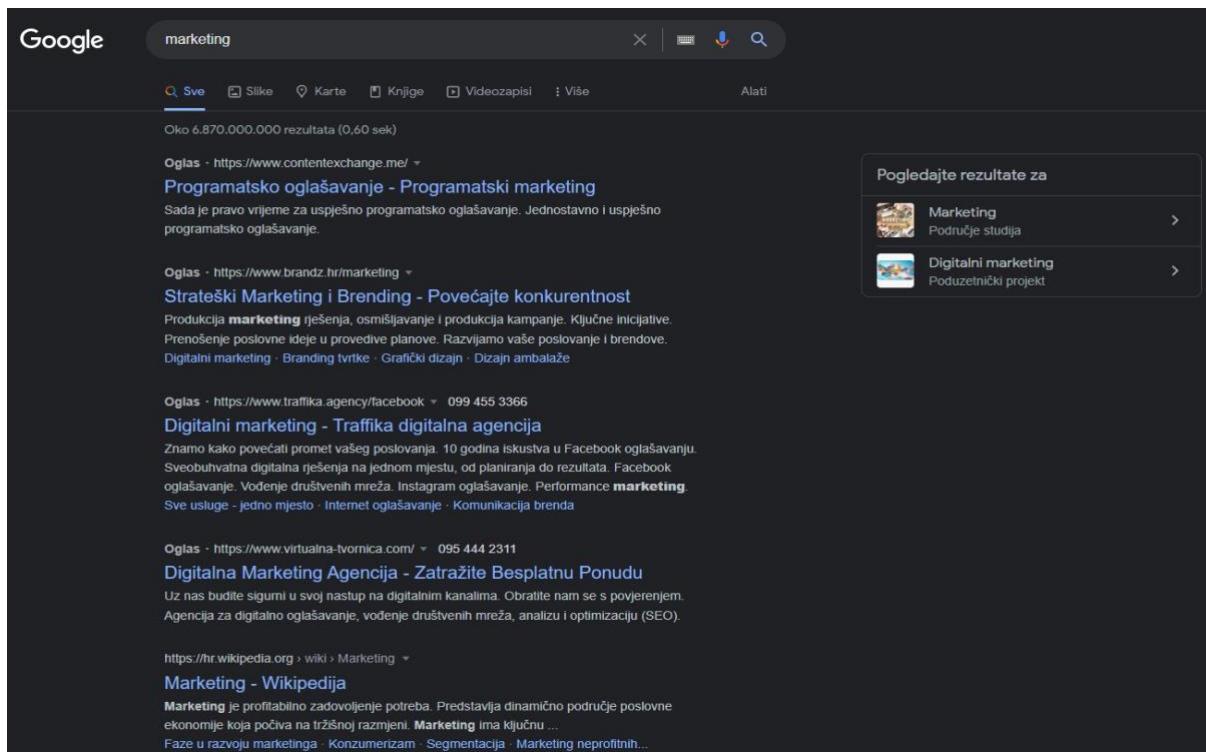 Google
marketing
Sve Slike Karte Knjige Videozapisi Više Alati
Oko 6.870.000.000 rezultata (0,60 sek)
Oglas · https://www.contentexchange.me/
Programatsko oglašavanje - Programatski marketing
Sada je pravo vrijeme za uspješno programatsko oglašavanje. Jednostavno i uspješno
programatsko oglašavanje.
Oglas · https://www.brandz.hr/marketing
Strateški Marketing i Brending - Povećajte konkurentnost
Produkcija marketing rješenja, osmišljavanje i produkcija kampanje. Ključne inicijative.
Prenošenje poslovne ideje u provedive planove. Razvijamo vaše poslovanje i brendove.
Digitalni marketing · Branding tvrtke · Grafički dizajn · Dizajn ambalaže
Oglas · https://www.traffika.agency/facebook 099 455 3366
Digitalni marketing - Traffika digitalna agencija
Znamo kako povećati promet vašeg poslovanja. 10 godina iskustva u Facebook oglašavanju.
Sveobuhvatna digitalna rješenja na jednom mjestu, od planiranja do rezultata. Facebook
oglašavanje. Vođenje društvenih mreža. Instagram oglašavanje. Performance marketing.
Sve usluge - jedno mjesto · Internet oglašavanje · Komunikacija brenda
Oglas · https://www.virtualna-tvornica.com/ 095 444 2311
Digitalna Marketing Agencija - Zatražite Besplatnu Ponudu
Uz nas budite sigurni u svoj nastup na digitalnim kanalima. Obratite nam se s povjerenjem.
Agencija za digitalno oglašavanje, vođenje društvenih mreža, analizu i optimizaciju (SEO).
https://hr.wikipedia.org › wiki › Marketing
Marketing - Wikipedija
Marketing je profitabilno zadovoljenje potreba. Predstavlja dinamično područje poslovne
ekonomije koja počiva na tržišnoj razmjeni. Marketing ima ključnu ...
Faze u razvoju marketinga · Konzumerizam · Segmentacija · Marketing neprofitnih...
Pogledajte rezultate za
Marketing
Područje studija
Digitalni marketing
Poduzetnički projekt